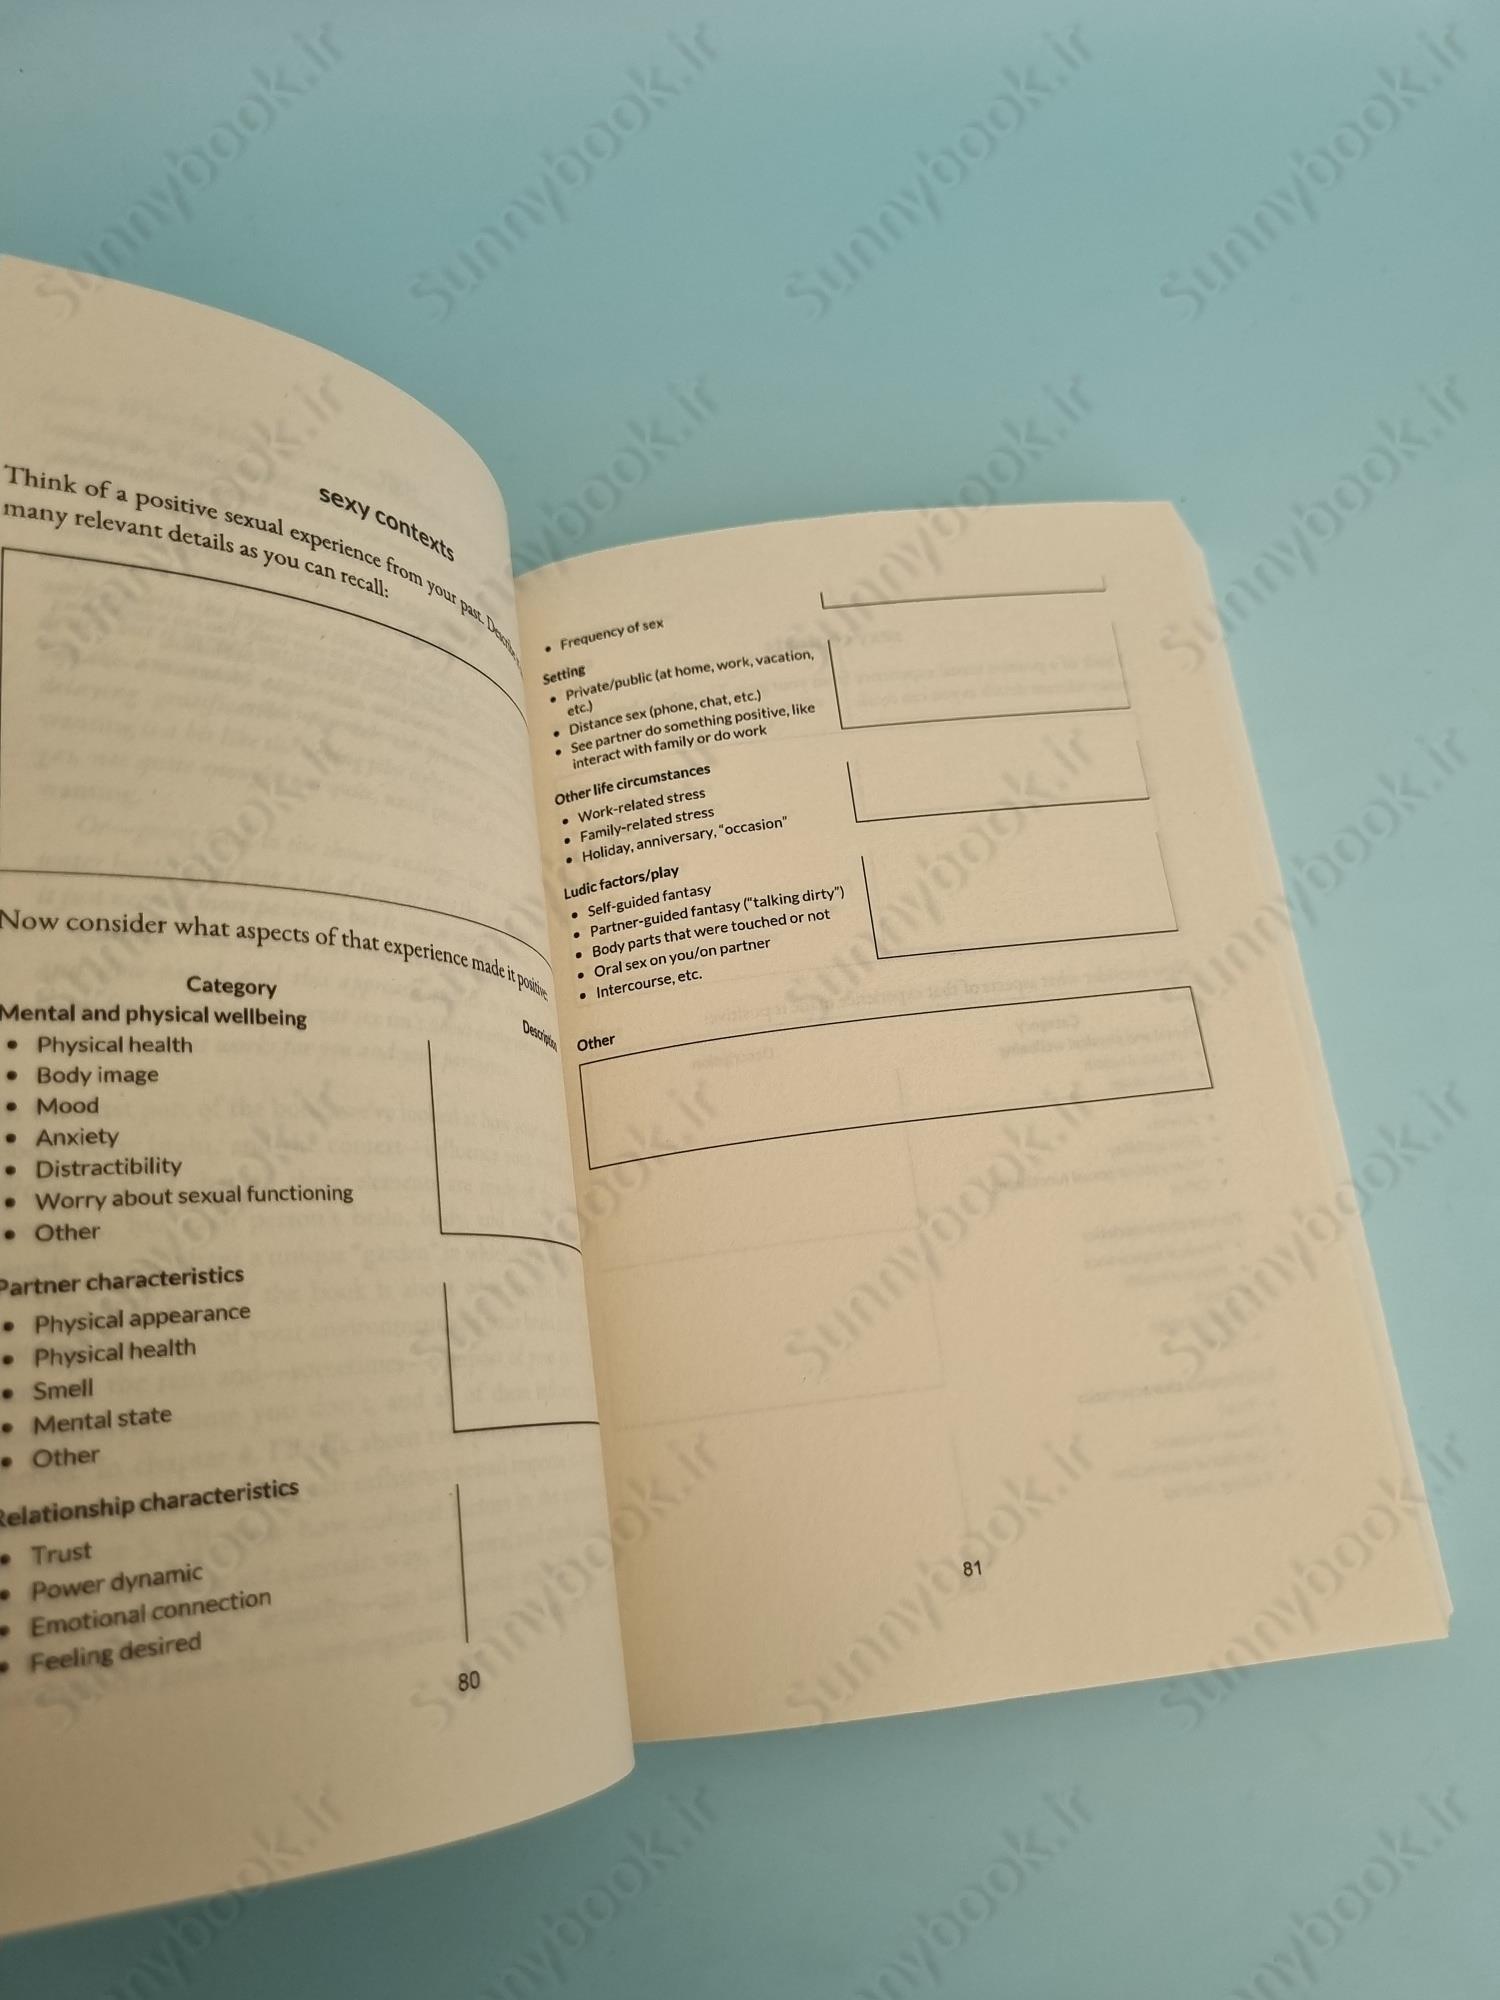 sexy contexts
Think of a positive sexual experience from your past. Describe
many relevant details as you can recall:
Now consider what aspects of that experience made it positive.
Category
Description
Mental and physical wellbeing
• Physical health
• Body image
• Mood
• Anxiety
• Distractibility
• Worry about sexual functioning
• Other
Partner characteristics
• Physical appearance
• Physical health
• Smell
• Mental state
• Other
Relationship characteristics
• Trust
• Power dynamic
• Emotional connection
• Feeling desired
80
• Frequency of sex
Setting
• Private/public (at home, work, vacation,
etc.)
• Distance sex (phone, chat, etc.)
• See partner do something positive, like
interact with family or do work
Other life circumstances
• Work-related stress
• Family-related stress
• Holiday, anniversary, “occasion”
Ludic factors/play
• Self-guided fantasy
• Partner-guided fantasy (“talking dirty”)
• Body parts that were touched or not
• Oral sex on you/on partner
• Intercourse, etc.
Other
81
Sunnybook.ir